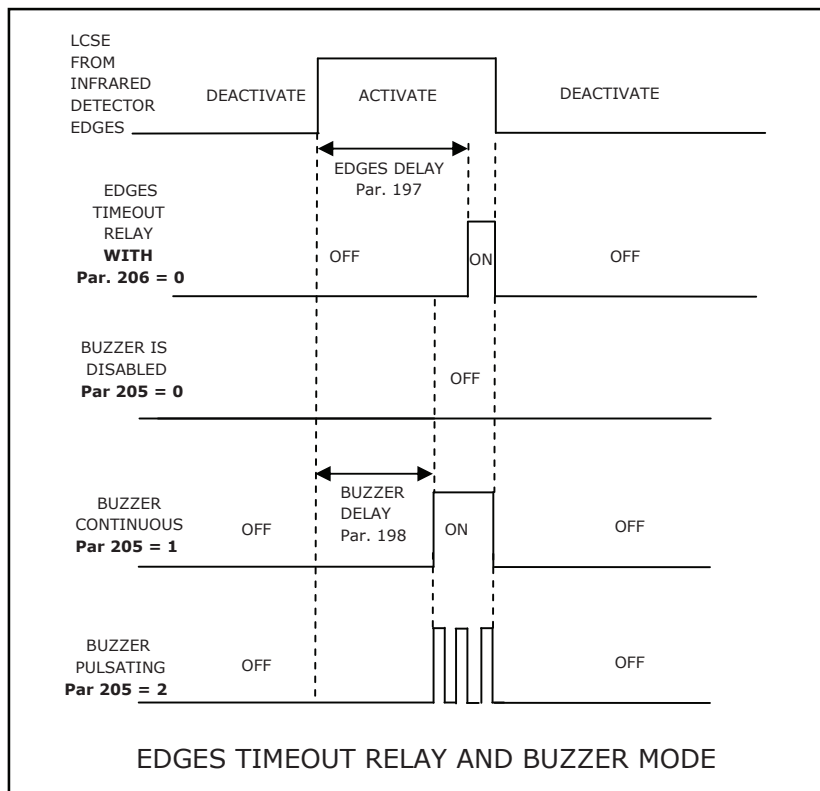 LCSE
FROM
INFRARED
DETECTOR
EDGES
DEACTIVATE
ACTIVATE
DEACTIVATE
EDGES DELAY
Par. 197
EDGES
TIMEOUT
RELAY
WITH
Par. 206 = 0
OFF
ON
OFF
BUZZER IS
DISABLED
Par 205 = 0
OFF
BUZZER
CONTINUOUS
Par 205 = 1
OFF
BUZZER
DELAY
Par. 198
ON
OFF
BUZZER
PULSATING
Par 205 = 2
OFF
OFF
EDGES TIMEOUT RELAY AND BUZZER MODE